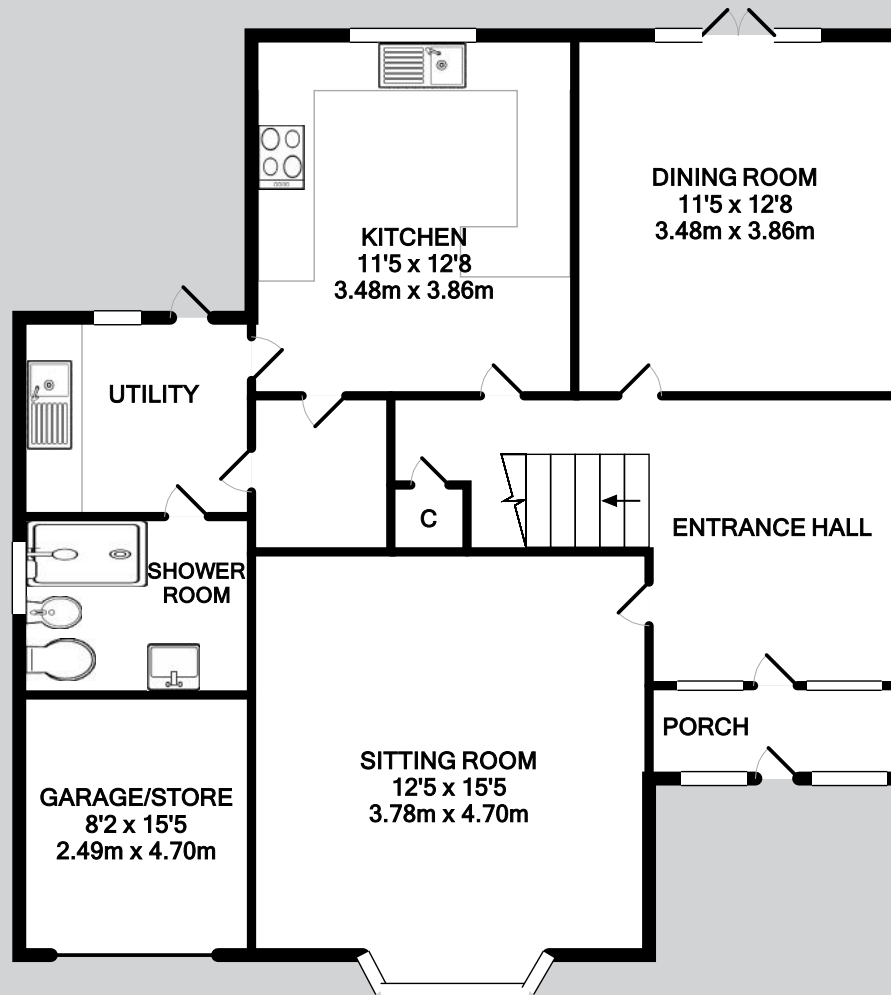 DINING ROOM
11'5 x 12'8
3.48m x 3.86m
KITCHEN
11'5 x 12'8
3.48m x 3.86m
UTILITY
C
ENTRANCE HALL
SHOWER
ROOM
PORCH
SITTING ROOM
12'5 x 15'5
3.78m x 4.70m
GARAGE/STORE
8'2 x 15'5
2.49m x 4.70m